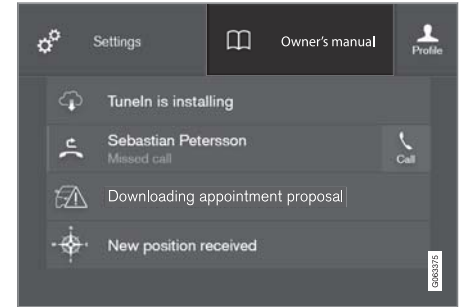 Settings
Owner's manual
Profile
TuneIn is installing
Sebastian Petersson
Missed call
Call
Downloading appointment proposal
New position received
G063375